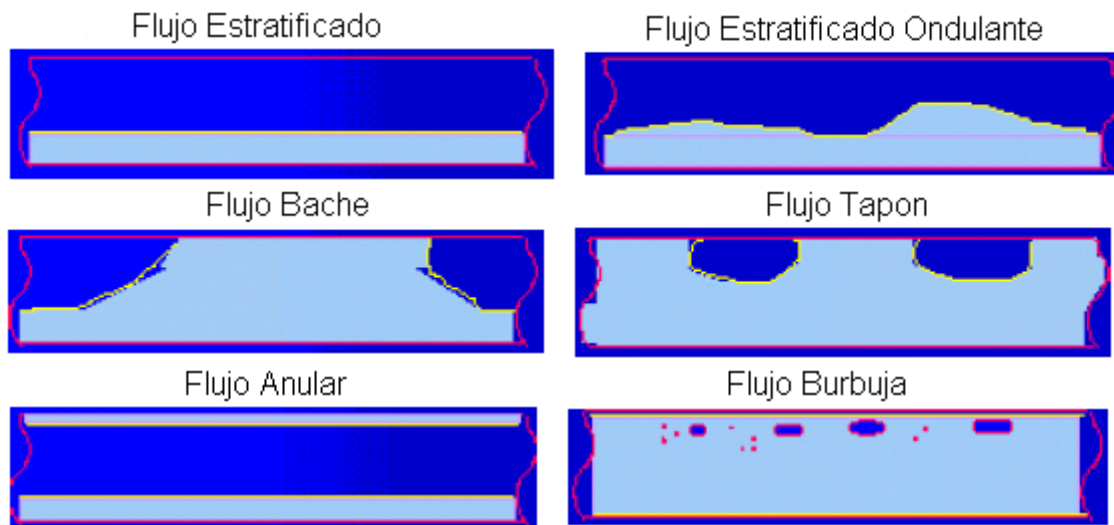 Flujo Estratificado
Flujo Estratificado Ondulante
Flujo Bache
Flujo Tapon
Flujo Anular
Flujo Burbuja